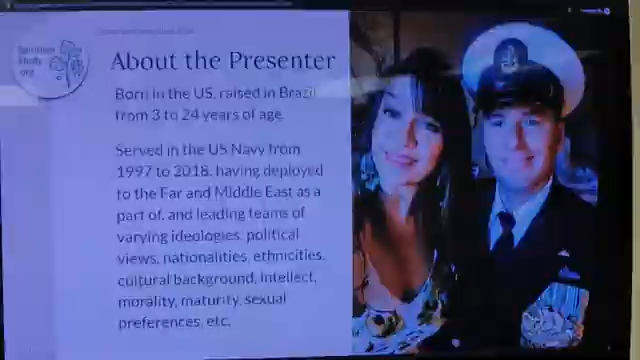 Spiritist
Study
.org
About the Presenter
Born in the US, raised in Brazil
from 3 to 24 years of age
Served in the US Navy from
1997 to 2018, having deployed
to the Far and Middle East as a
part of, and leading teams of
varying ideologies, political
views, nationalities, ethnicities,
cultural background, intellect,
morality, maturity, sexual
preferences, etc.